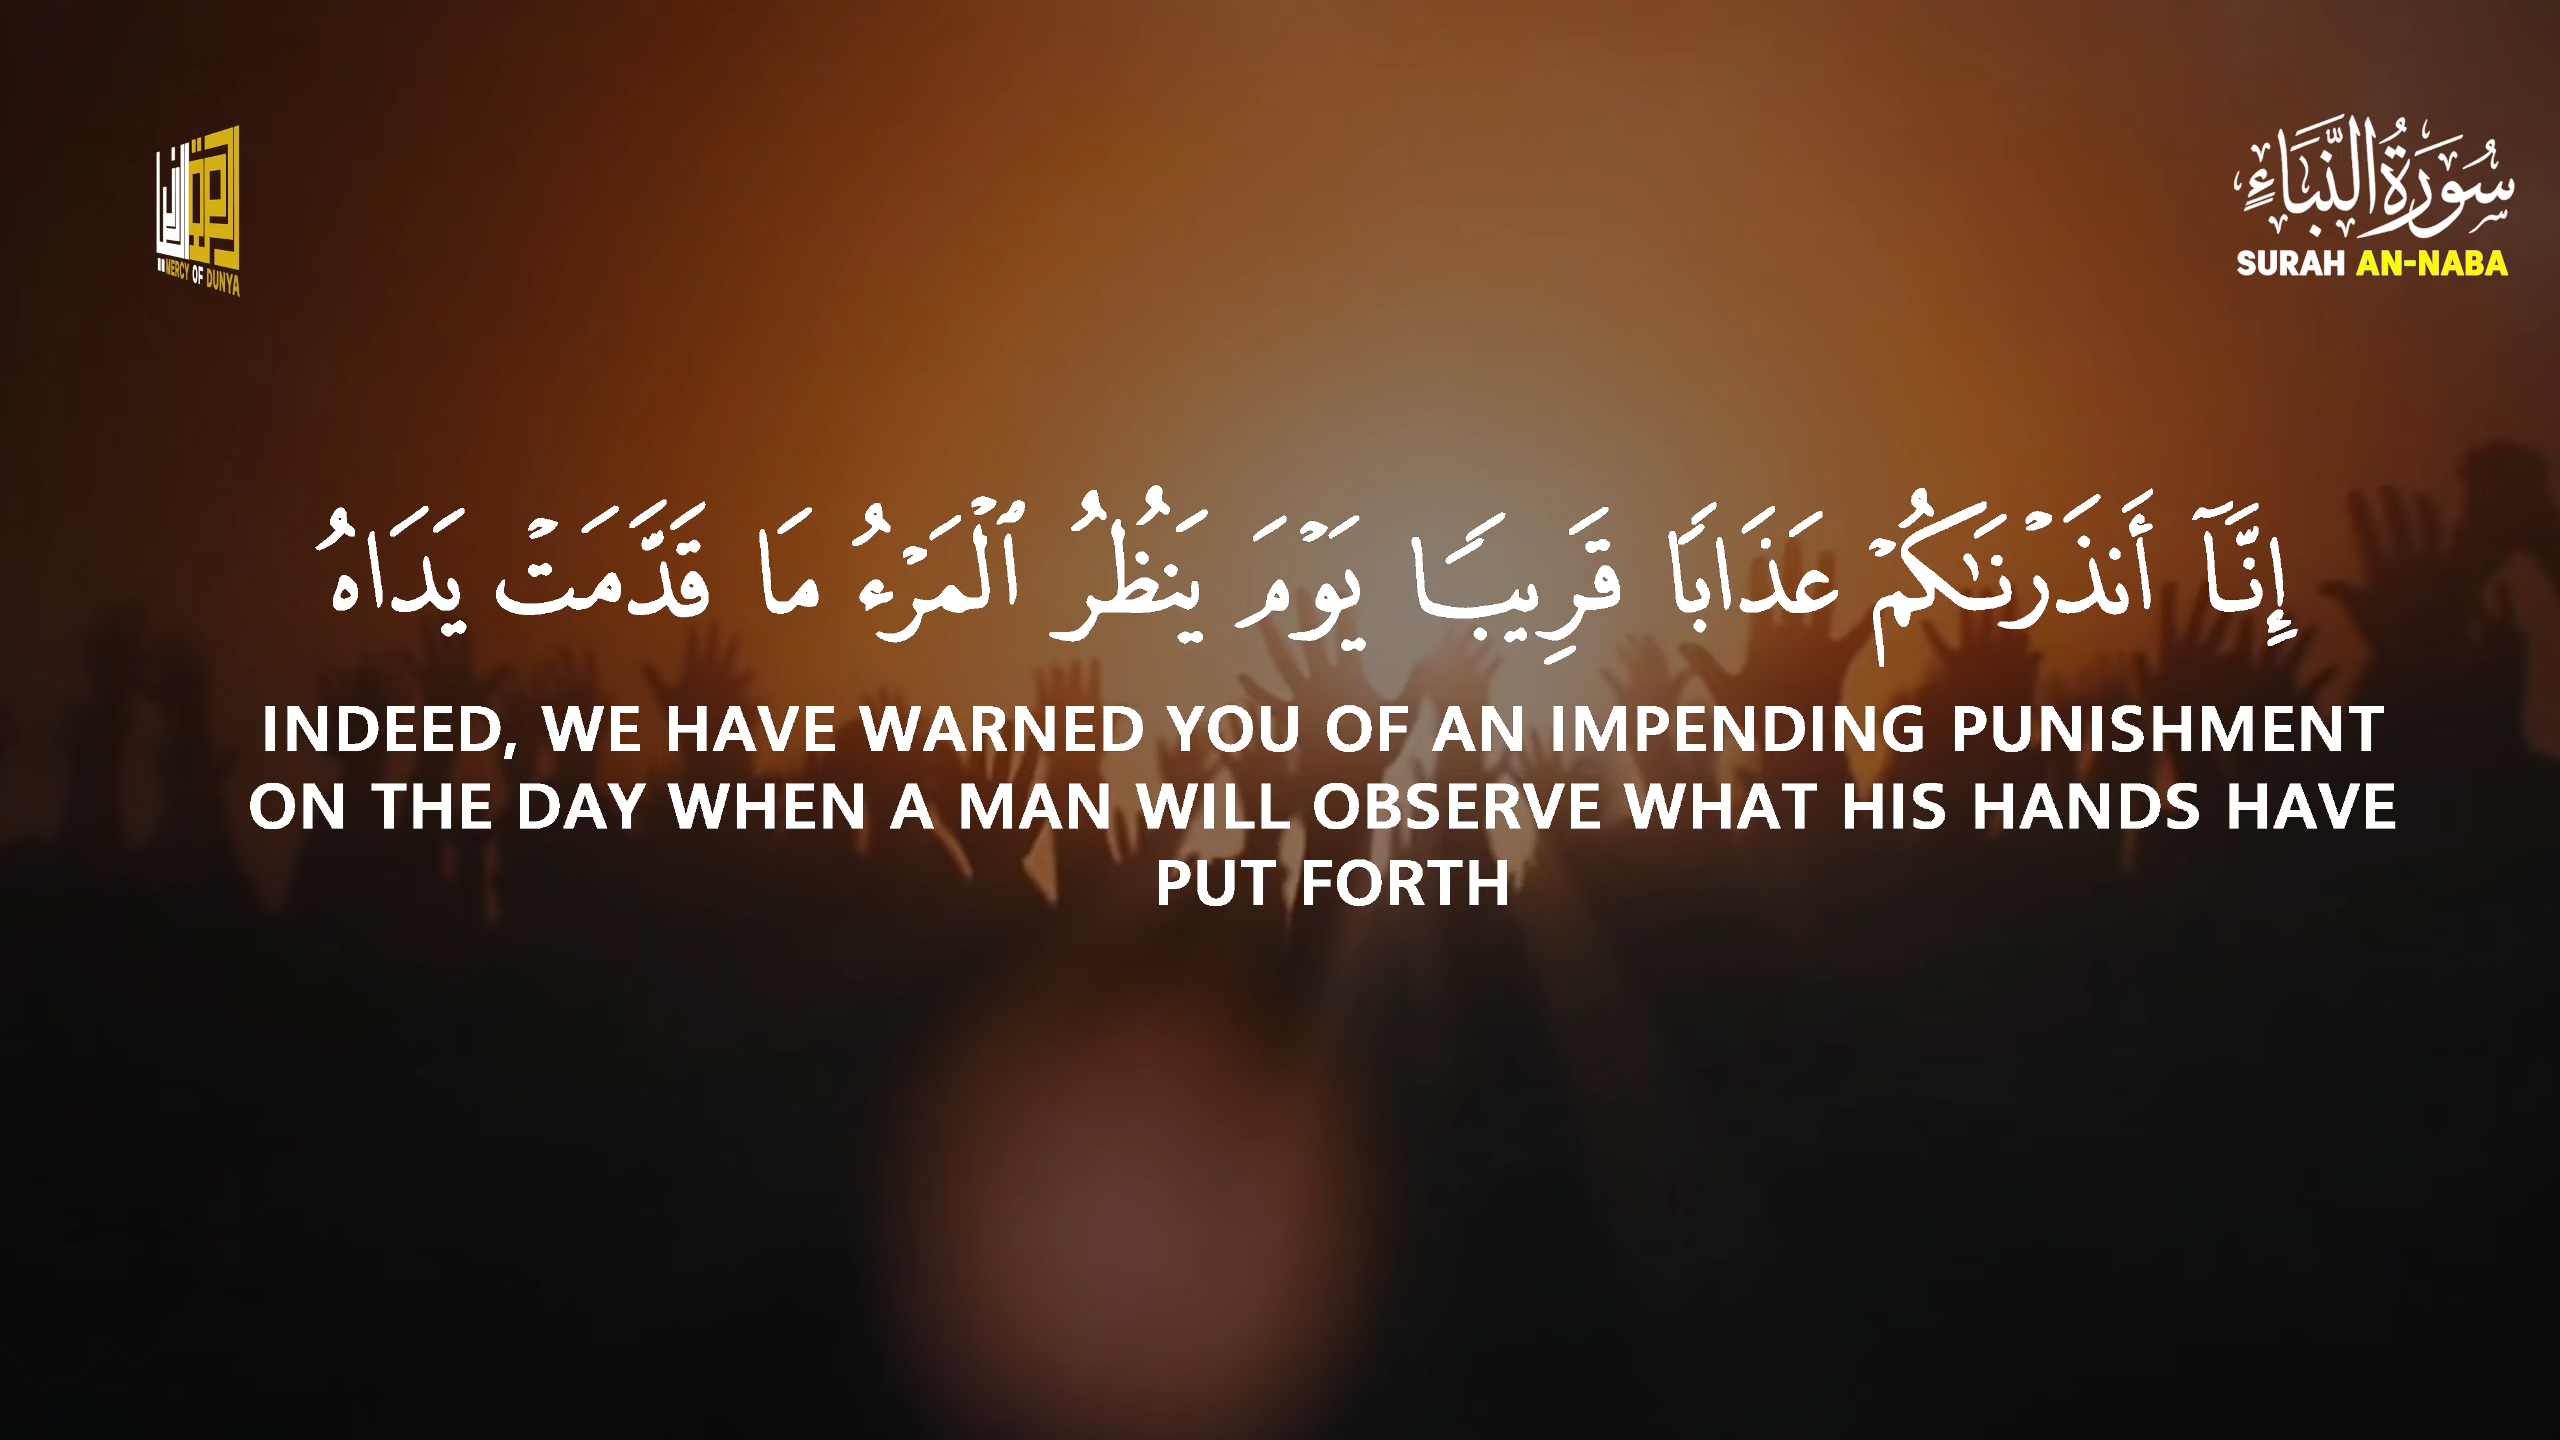 MERCY OF DUNYA
سُورَةُ النَّبَإِ
SURAH AN-NABA
إِنَّآ أَنذَرْنَٰكُمْ عَذَابًا قَرِيبًا يَوْمَ يَنظُرُ ٱلْمَرْءُ مَا قَدَّمَتْ يَدَاهُ
INDEED, WE HAVE WARNED YOU OF AN IMPENDING PUNISHMENT
ON THE DAY WHEN A MAN WILL OBSERVE WHAT HIS HANDS HAVE
PUT FORTH